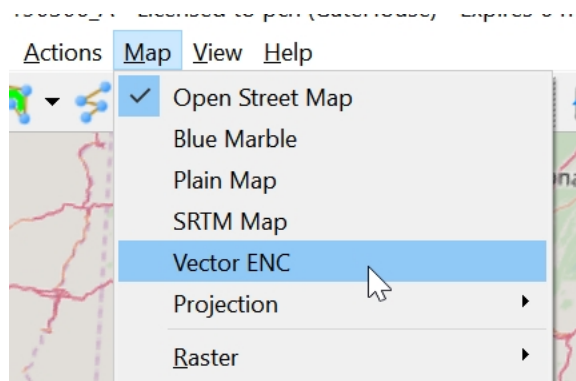 Actions Map View Help
Open Street Map
Blue Marble
Plain Map
SRTM Map
Vector ENC
Projection
Raster